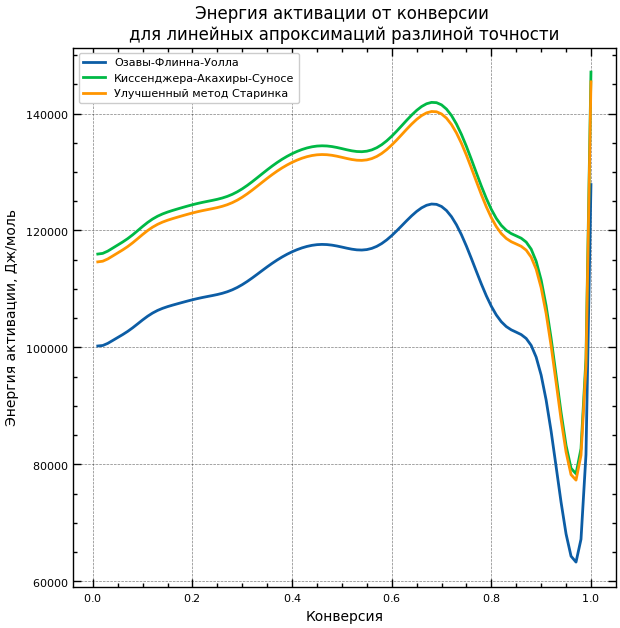 Энергия активации от конверсии
для линейных апроксимаций разлиной точности
Озавы-Флинна-Уолла
Киссенджера-Акахиры-Суносе
Улучшенный метод Старинка
140000
120000
100000
80000
60000
Энергия активации, Дж/моль
0.0 0.2 0.4 0.6 0.8 1.0
Конверсия